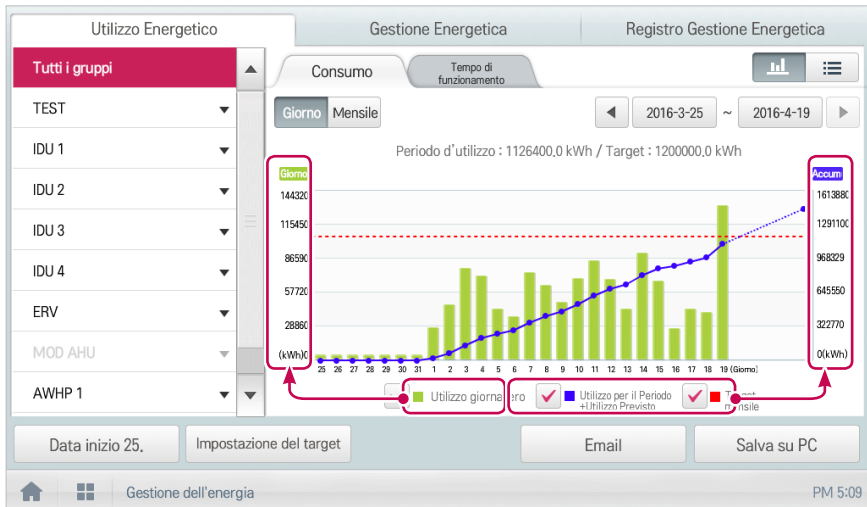 Utilizzo Energetico
Gestione Energetica
Registro Gestione Energetica
Tutti i gruppi
TEST
IDU 1
IDU 2
IDU 3
IDU 4
ERV
MOD AHU
AWHP 1
Consumo
Tempo di
funzionamento
Giorno Mensile
2016-3-25 ~ 2016-4-19
Periodo d'utilizzo : 1126400,0 kWh / Target : 1200000,0 kWh
Giorno
144320
115450
86590
57720
28860
(kWh)0
Accum
1613880
1291100
968329
645550
322770
0(kWh)
25 26 27 28 29 30 31 1 2 3 4 5 6 7 8 9 10 11 12 13 14 15 16 17 18 19 (Giorno)
Utilizzo giorna ero
Utilizzo per il Periodo
+Utilizzo Previsto
mensile
Data inizio 25.
Impostazione del target
Email
Salva su PC
Gestione dell'energia
PM 5:09